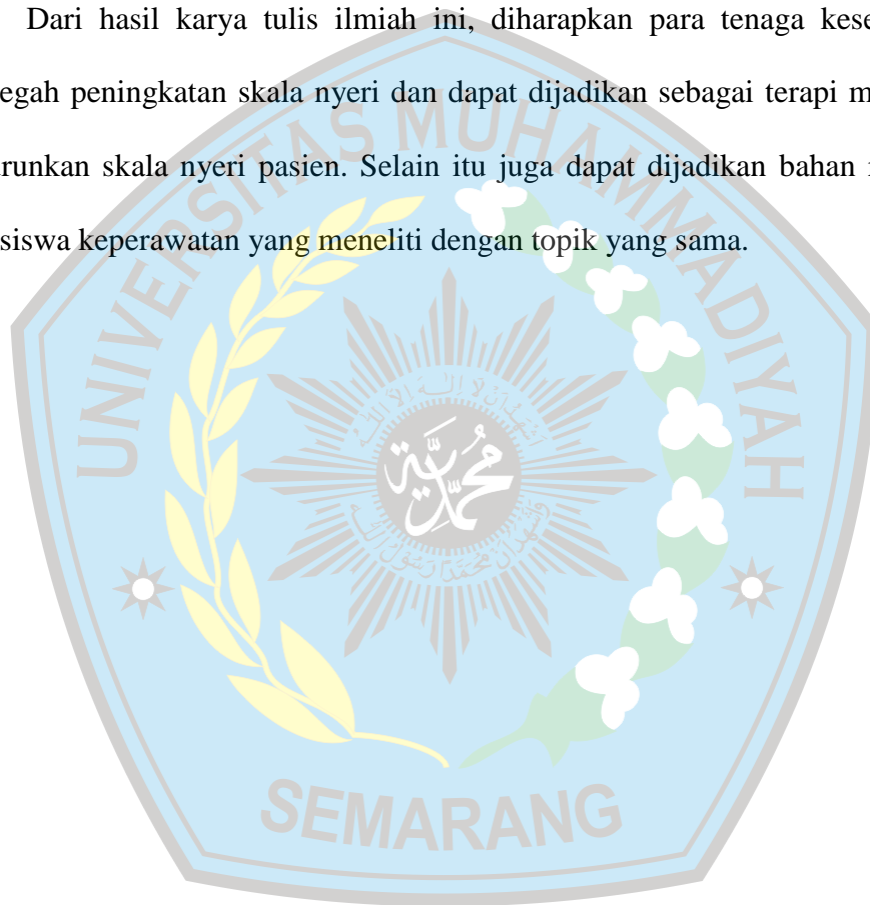 Dari hasil karya tulis ilmiah ini, diharapkan para tenaga kese
egah peningkatan skala nyeri dan dapat dijadikan sebagai terapi m
runkan skala nyeri pasien. Selain itu juga dapat dijadikan bahan
siswa keperawatan yang meneliti dengan topik yang sama.
UNIVERSITAS MUHAMMADIYAH
محمدية
SEMARANG